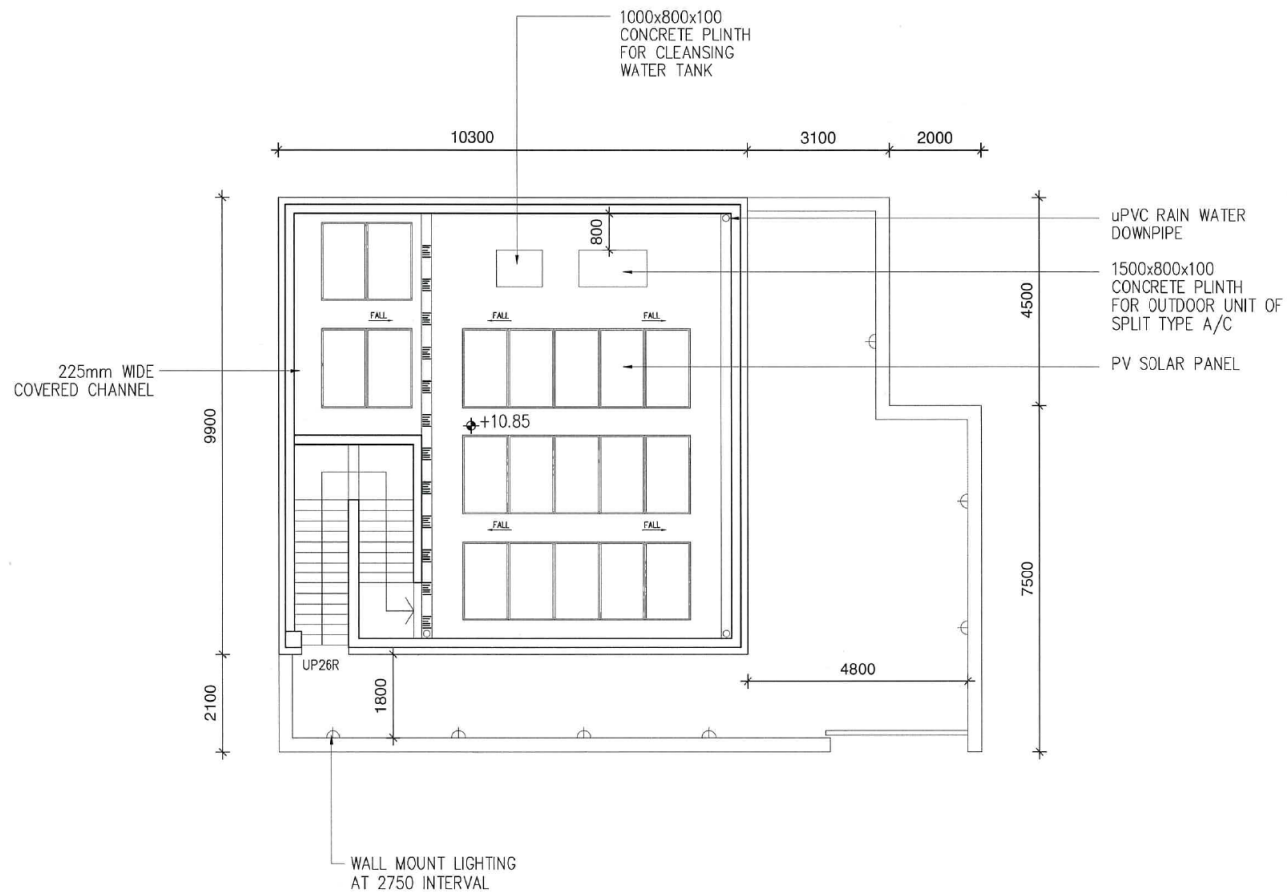 1000x800x100
CONCRETE PLINTH
FOR CLEANSING
WATER TANK
10300
3100
2000
800
uPVC RAIN WATER
DOWNPIPE
1500x800x100
CONCRETE PLINTH
FOR OUTDOOR UNIT OF
SPLIT TYPE A/C
4500
FALL
FALL
FALL
PV SOLAR PANEL
225mm WIDE
COVERED CHANNEL
9900
+10.85
FALL
FALL
7500
UP26R
4800
2100
1800
WALL MOUNT LIGHTING
AT 2750 INTERVAL